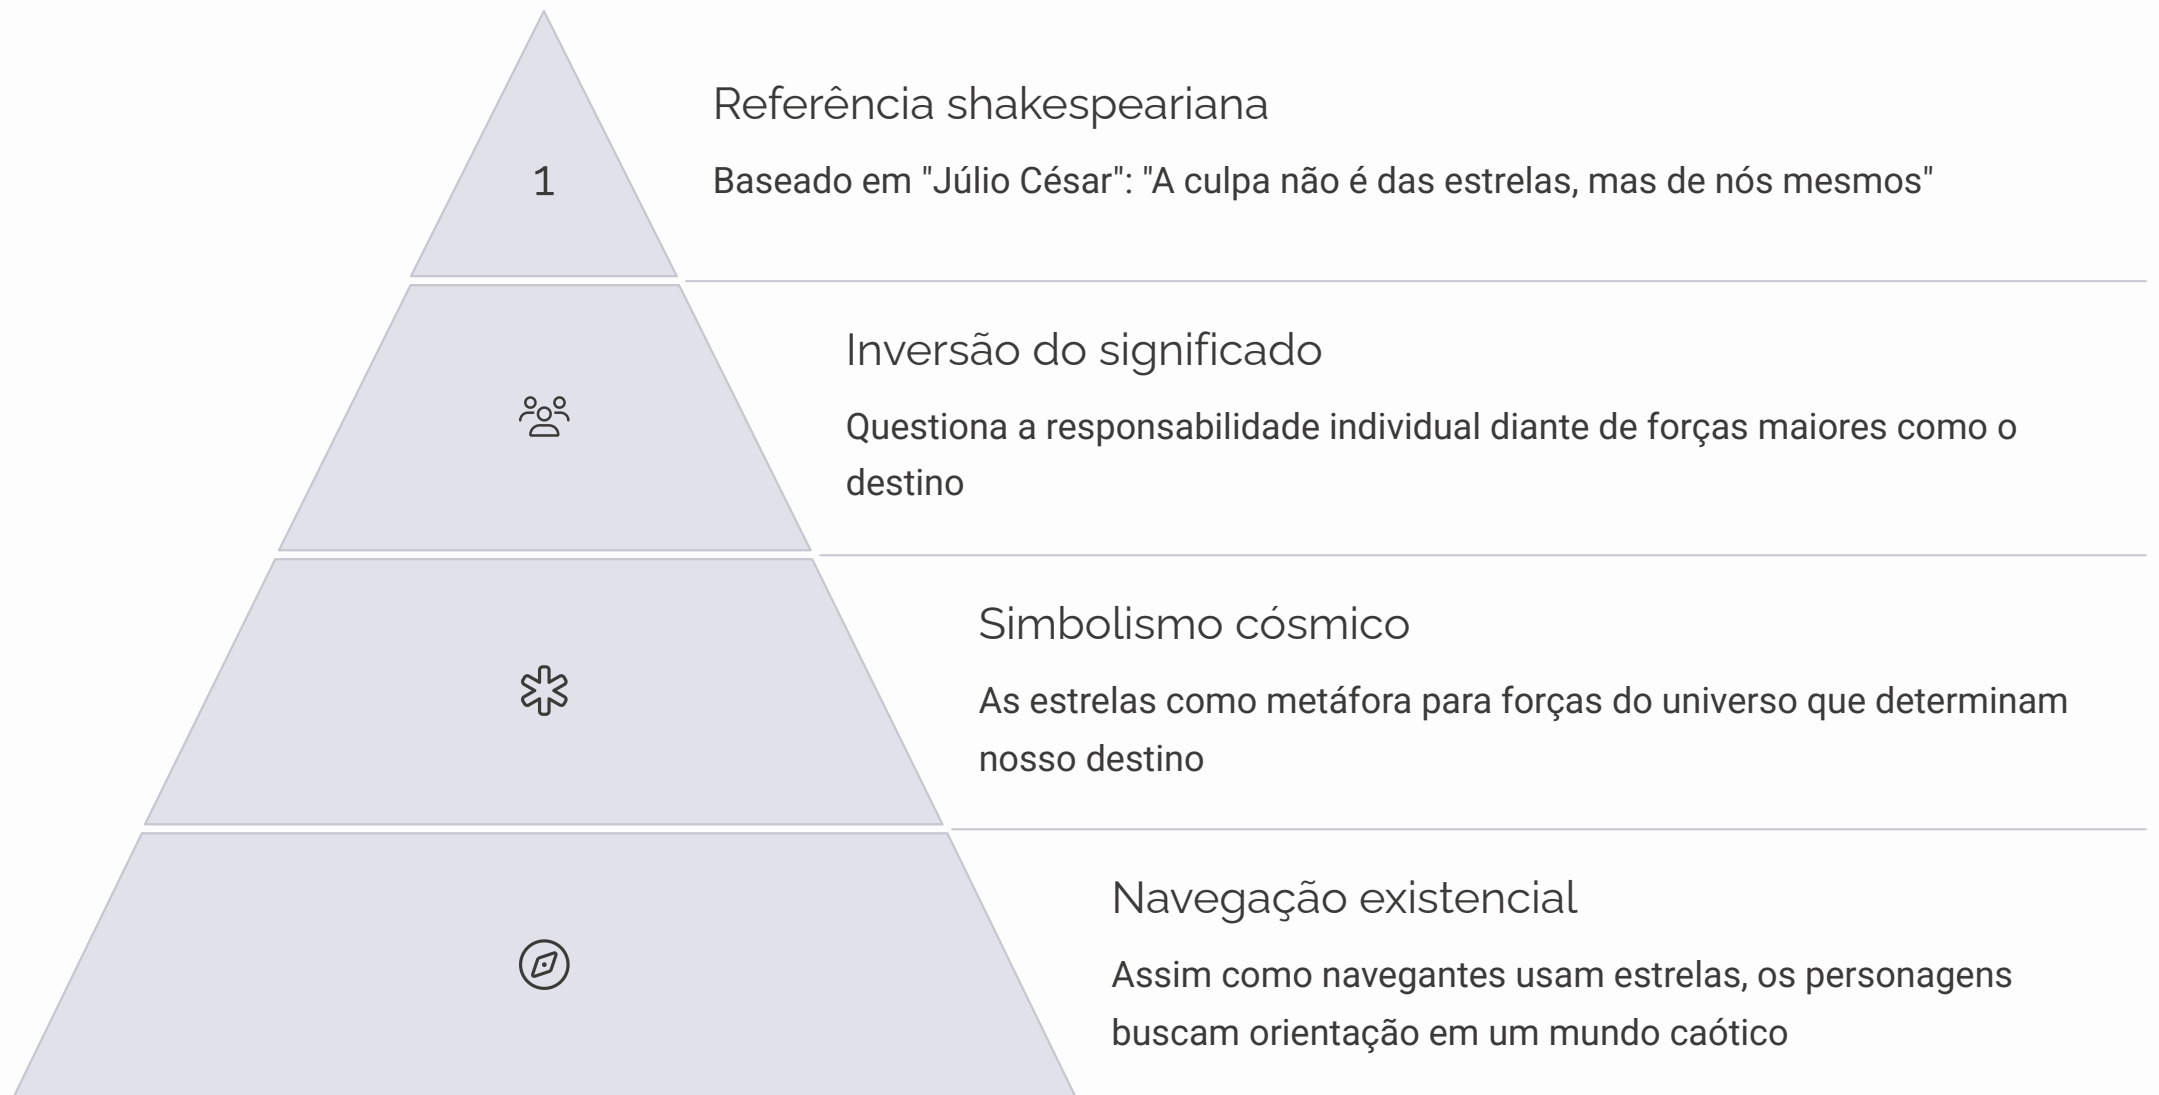 Referência shakespeariana
1
Baseado em "Júlio César": "A culpa não é das estrelas, mas de nós mesmos"
Inversão do significado
Questiona a responsabilidade individual diante de forças maiores como o
destino
Simbolismo cósmico
As estrelas como metáfora para forças do universo que determinam
nosso destino
Navegação existencial
Assim como navegantes usam estrelas, os personagens
buscam orientação em um mundo caótico